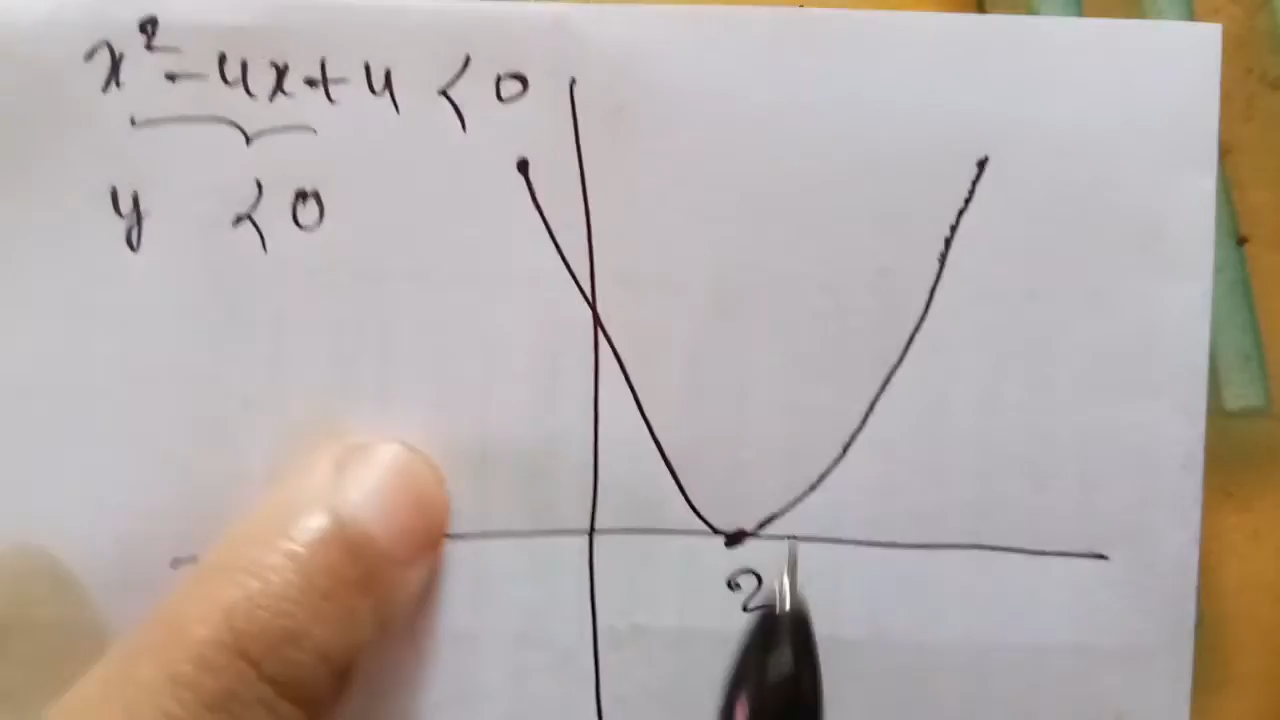 x² - 4x + 4 < 0
y < 0
2